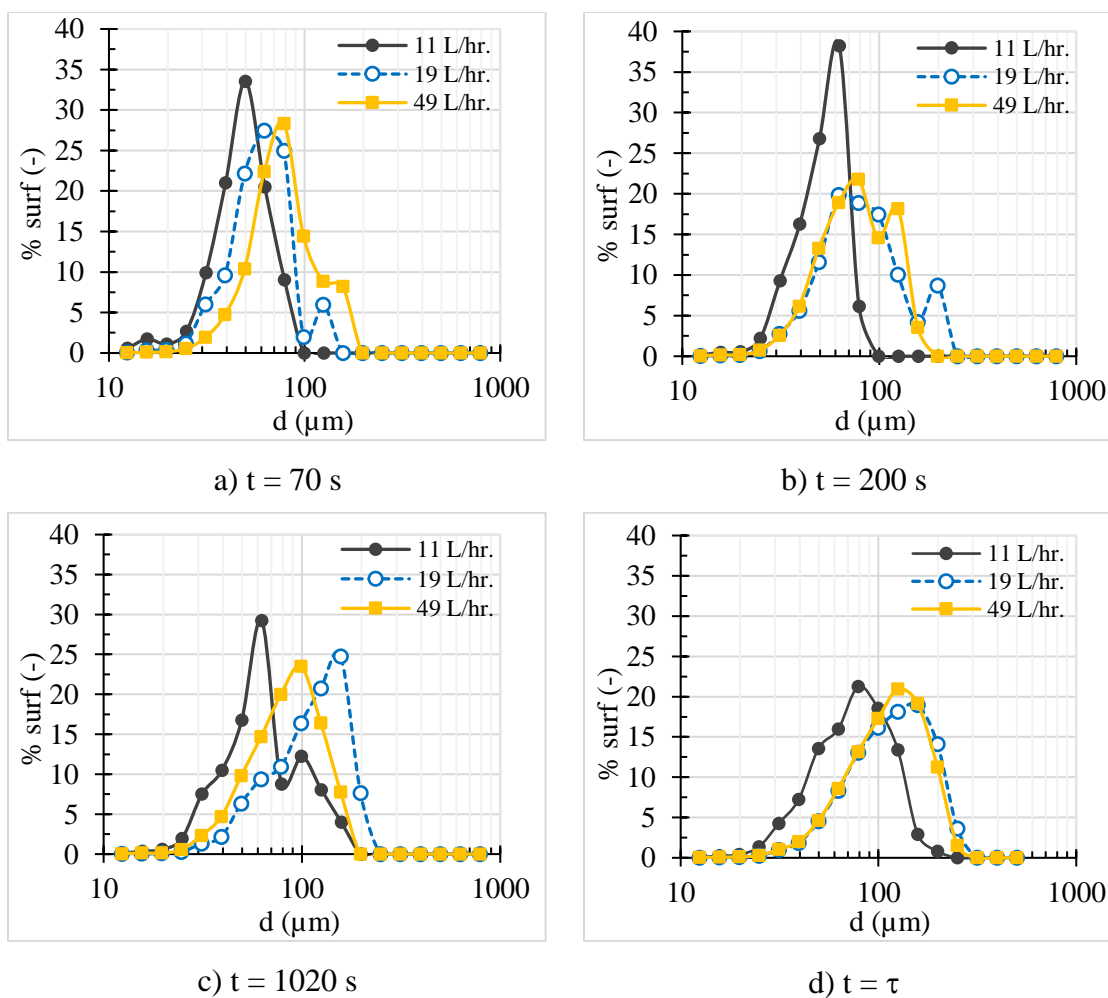 40
35
30
25
20
15
10
5
0
% surf (-)
11 L/hr.
19 L/hr.
49 L/hr.
10
100
1000
d (µm)
a) t = 70 s
40
35
30
25
20
15
10
5
0
% surf (-)
11 L/hr.
19 L/hr.
49 L/hr.
10
100
1000
d (µm)
b) t = 200 s
40
35
30
25
20
15
10
5
0
% surf (-)
11 L/hr.
19 L/hr.
49 L/hr.
10
100
1000
d (µm)
c) t = 1020 s
40
35
30
25
20
15
10
5
0
% surf (-)
11 L/hr.
19 L/hr.
49 L/hr.
10
100
1000
d (µm)
d) t = τ